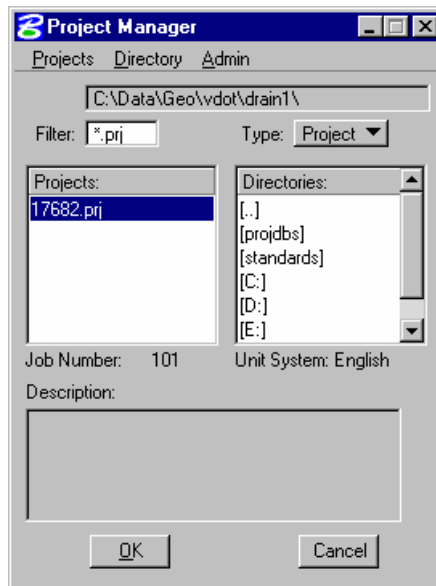 Project Manager
Projects Directory Admin
C:\Data\Geo\vdot\drain1\
Filter: *.prj Type: Project
Projects: Directories:
17682.prj [..]
[projdbs]
[standards]
[C:]
[D:]
[E:]
Job Number: 101 Unit System: English
Description:
OK Cancel